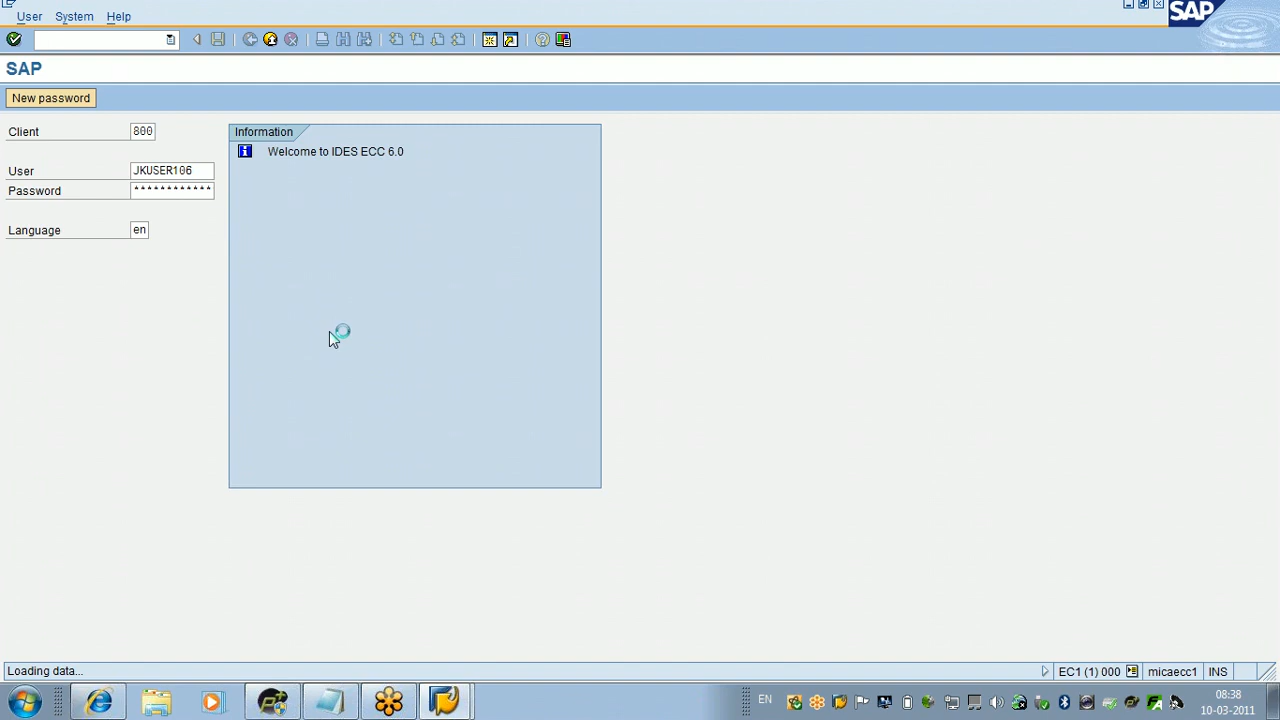 User System Help
SAP
SAP
New password
Client 800
Information
Welcome to IDES ECC 6.0
User JKUSER106
Password ************
Language en
Loading data...
EC1 (1) 000 micaecc1 INS
EN
08:38
10-03-2011